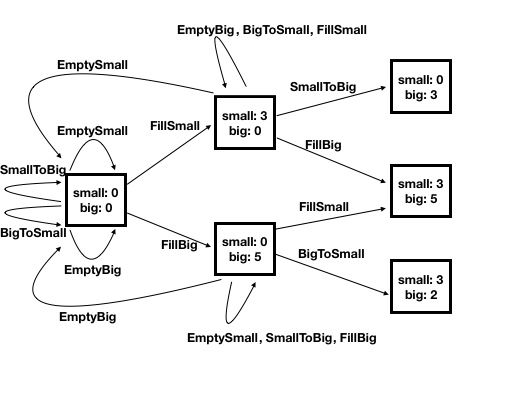 EmptyBig, BigToSmall, FillSmall
EmptySmall
SmallToBig
small: 0
big: 3
EmptySmall
FillSmall
small: 3
big: 0
FillBig
SmallToBig
small: 0
big: 0
small: 3
big: 5
FillSmall
BigToSmall
FillBig
small: 0
big: 5
BigToSmall
EmptyBig
small: 3
big: 2
EmptyBig
EmptySmall, SmallToBig, FillBig